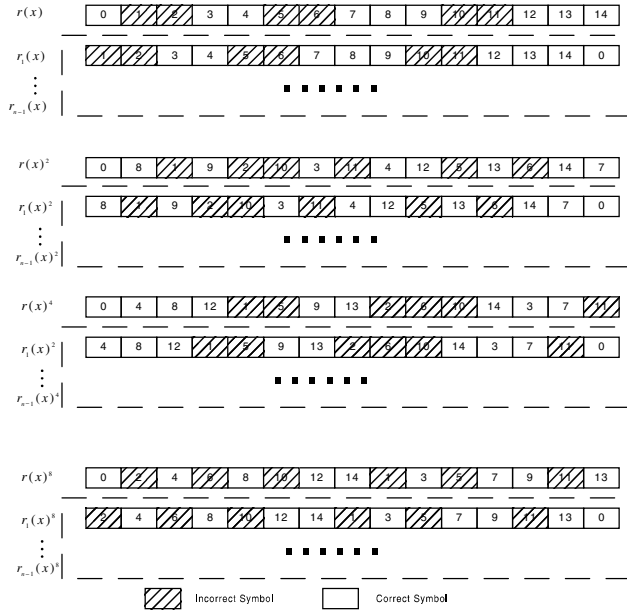 r(x) 0 1 2 3 4 5 6 7 8 9 10 11 12 13 14
r₁(x) 1 2 3 4 5 6 7 8 9 10 11 12 13 14 0
rₙ₋₁(x)
r(x)² 0 8 1 9 2 10 3 11 4 12 5 13 6 14 7
r₁(x)² 8 1 9 2 10 3 11 4 12 5 13 6 14 7 0
rₙ₋₁(x)²
r(x)⁴ 0 4 8 12 1 5 9 13 2 6 10 14 3 7 11
r₁(x)² 4 8 12 1 5 9 13 2 6 10 14 3 7 11 0
rₙ₋₁(x)⁴
r(x)⁸ 0 2 4 6 8 10 12 14 1 3 5 7 9 11 13
r₁(x)⁸ 2 4 6 8 10 12 14 1 3 5 7 9 11 13 0
rₙ₋₁(x)⁸
Incorrect Symbol Correct Symbol